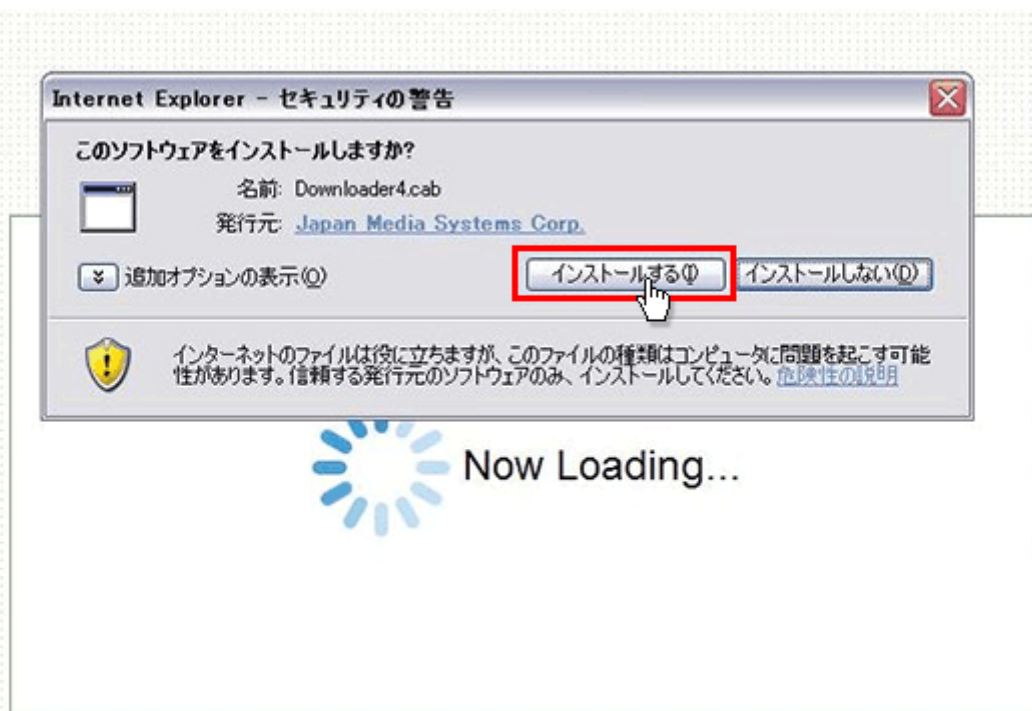 Internet Explorer - セキュリティの警告
このソフトウェアをインストールしますか?
名前: Downloader4.cab
発行元: Japan Media Systems Corp.
追加オプションの表示(O)
インストールする(I)
インストールしない(D)
インターネットのファイルは役に立ちますが、このファイルの種類はコンピュータに問題を起こす可能
性があります。信頼する発行元のソフトウェアのみ、インストールしてください。危険性の説明
Now Loading...